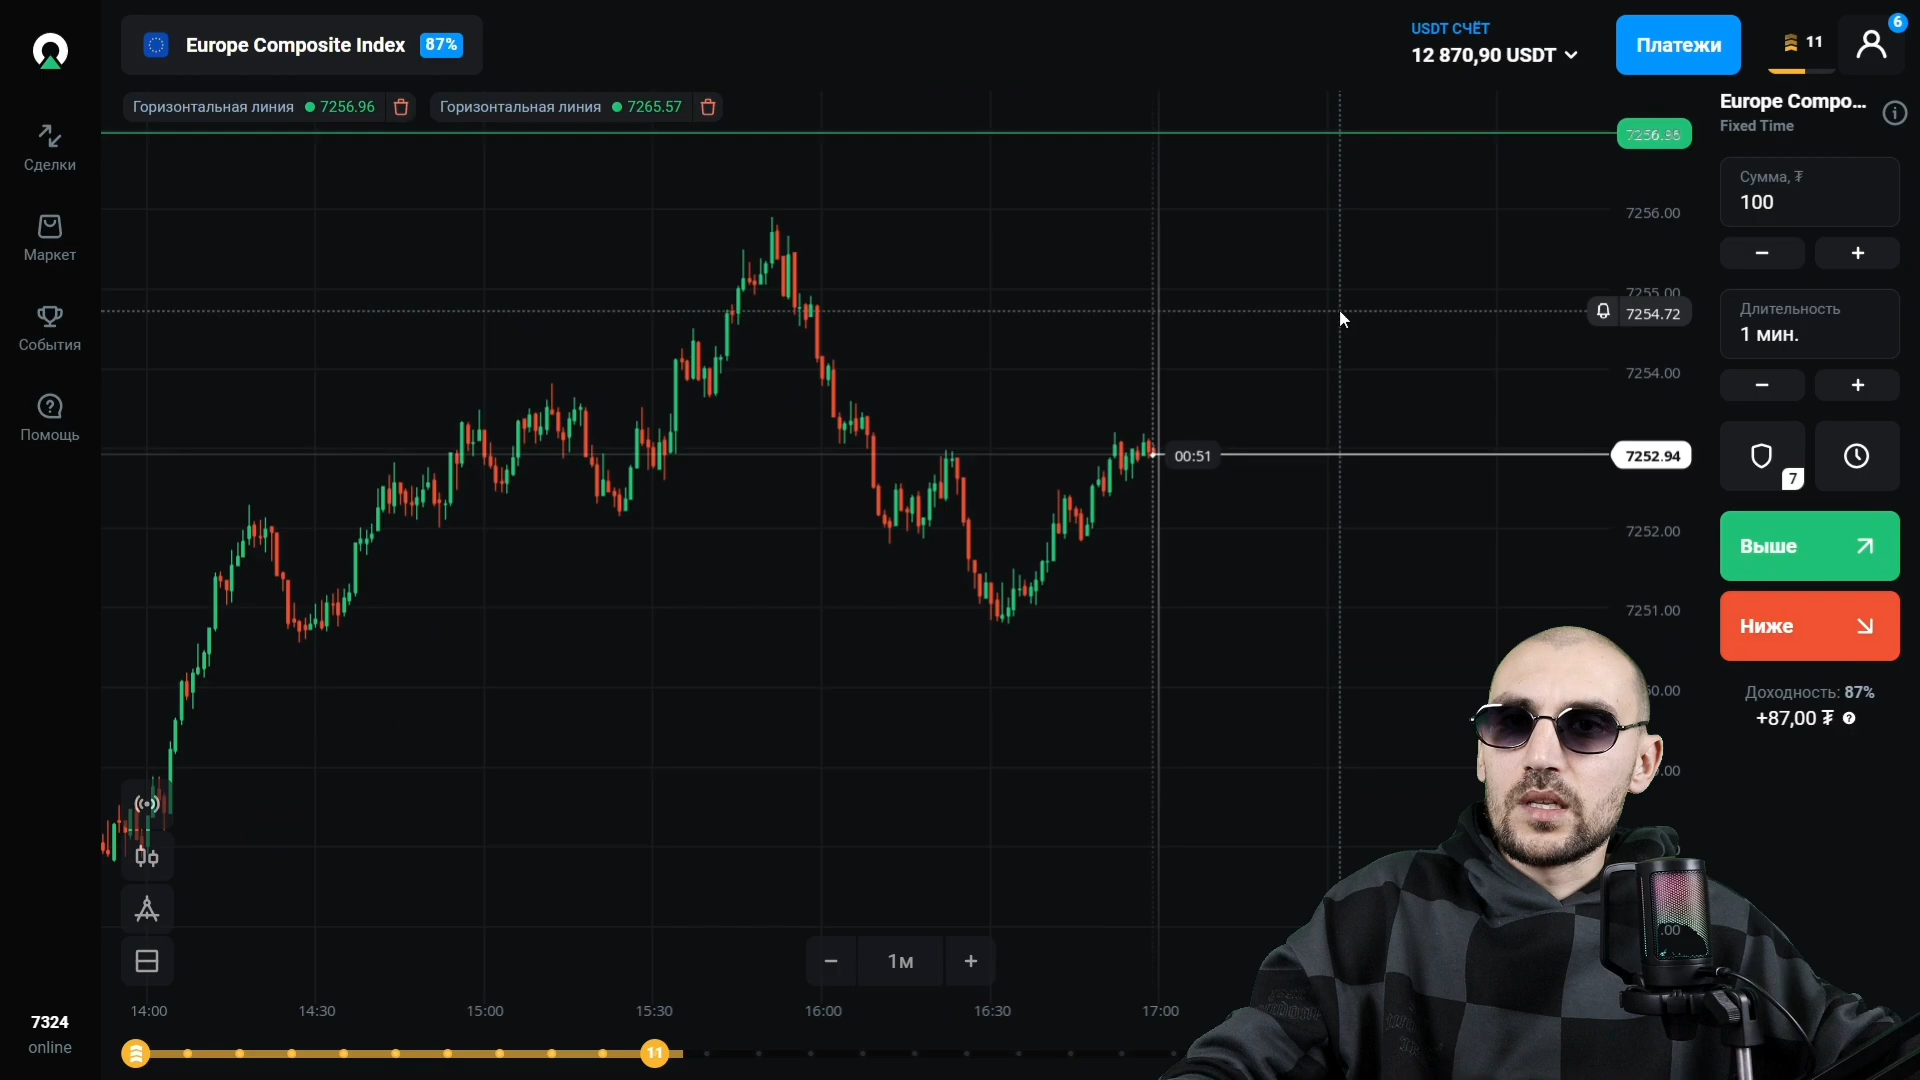 Europe Composite Index 87%
USDT СЧЁТ
12 870,90 USDT
Платежи
11
6
Горизонтальная линия 7256.96
Горизонтальная линия 7265.57
Europe Compo...
Fixed Time
Сделки
Маркет
События
Помощь
7256.96
7256.00
7255.00
7254.72
7254.00
00:51
7252.94
7252.00
7251.00
Сумма, ₮
100
Длительность
1 мин.
7
Выше
Ниже
Доходность: 87%
+87,00 ₮
1м
14:00
14:30
15:00
15:30
16:00
16:30
17:00
7324
online
11